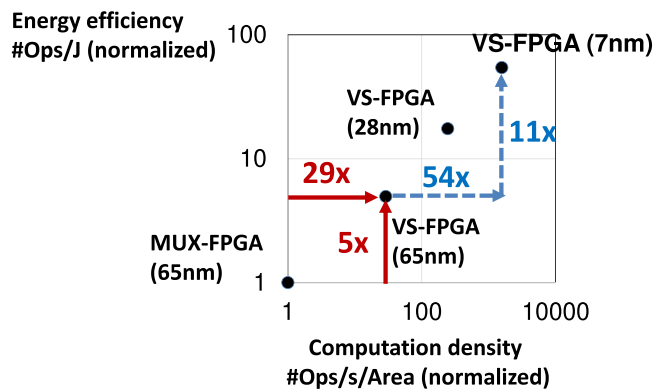 Energy efficiency
#Ops/J (normalized)
100
VS-FPGA (7nm)
VS-FPGA
(28nm)
11x
10
29x
54x
MUX-FPGA
(65nm)
5x
VS-FPGA
(65nm)
1
1
100
10000
Computation density
#Ops/s/Area (normalized)